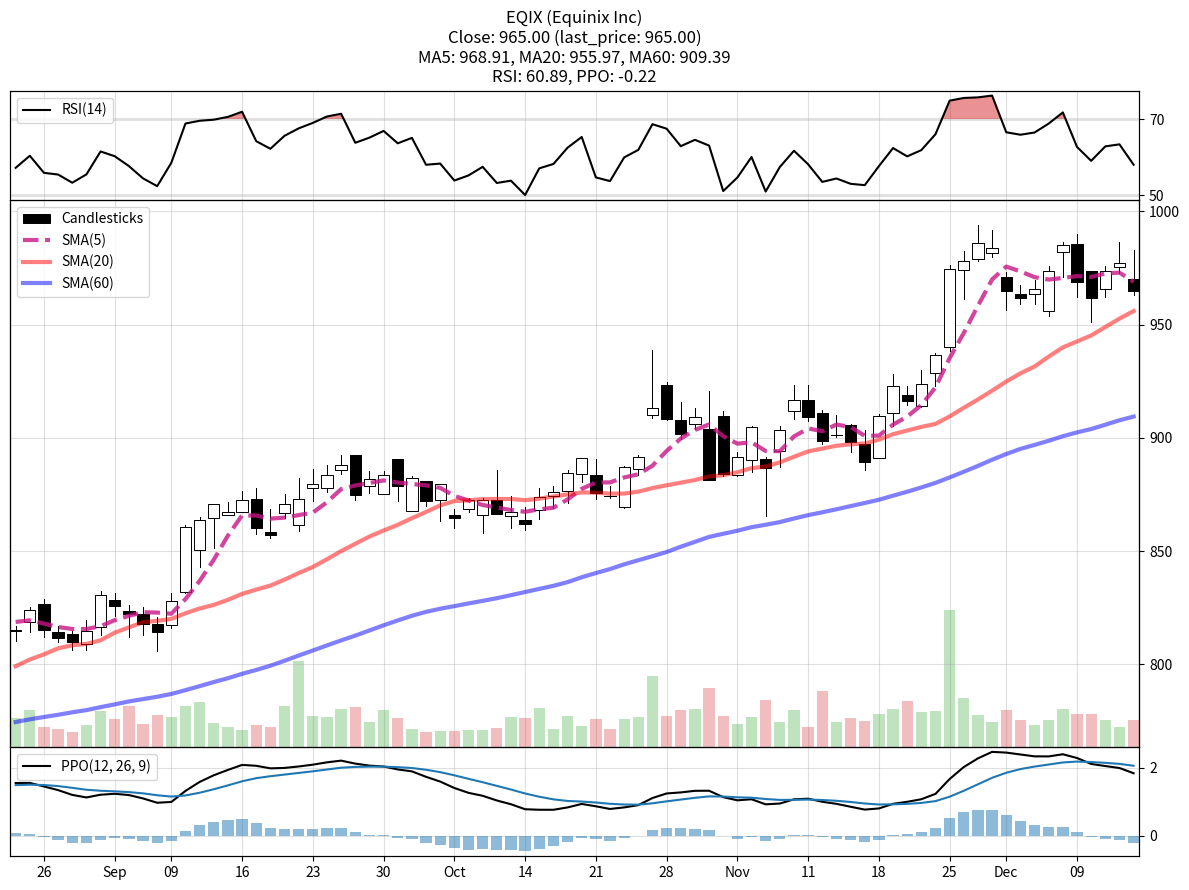 EQIX (Equinix Inc)
Close: 965.00 (last_price: 965.00)
MA5: 968.91, MA20: 955.97, MA60: 909.39
RSI: 60.89, PPO: -0.22
RSI(14)
70
50
Candlesticks
SMA(5)
SMA(20)
SMA(60)
1000
950
900
850
800
PPO(12, 26, 9)
2
0
26 Sep 09 16 23 30 Oct 14 21 28 Nov 11 18 25 Dec 09